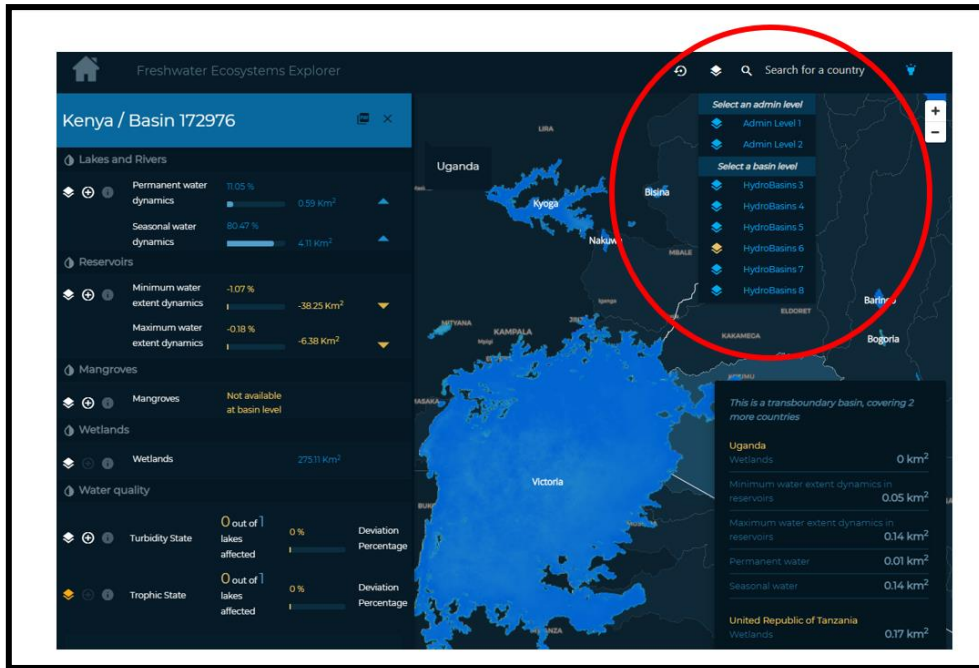 Freshwater Ecosystems Explorer
Search for a country
Kenya / Basin 172976
Lakes and Rivers
Permanent water
dynamics
11.05 %
0.59 Km²
Seasonal water
dynamics
80.47 %
4.11 Km²
Reservoirs
Minimum water
extent dynamics
-1.07 %
-38.25 Km²
Maximum water
extent dynamics
-0.18 %
-6.38 Km²
Mangroves
Mangroves
Not available
at basin level
Wetlands
Wetlands
275.11 Km²
Water quality
Turbidity State
0 out of 1
lakes
affected
0 %
Deviation
Percentage
Trophic State
0 out of 1
lakes
affected
0 %
Deviation
Percentage
Select an admin level
Admin Level 1
Admin Level 2
Select a basin level
HydroBasins 3
HydroBasins 4
HydroBasins 5
HydroBasins 6
HydroBasins 7
HydroBasins 8
+
−
LIRA
Uganda
Kyoga
Bisina
Nakuwa
MBALE
Iganga
Baringo
ELDORET
Bogoria
MITYANA
KAMPALA
Mpigi
KAKAMEGA
MASAKA
Victoria
This is a transboundary basin, covering 2
more countries
Uganda
Wetlands 0 km²
Minimum water extent dynamics in
reservoirs 0.05 km²
Maximum water extent dynamics in
reservoirs 0.14 km²
Permanent water 0.01 km²
Seasonal water 0.14 km²
United Republic of Tanzania
Wetlands 0.17 km²